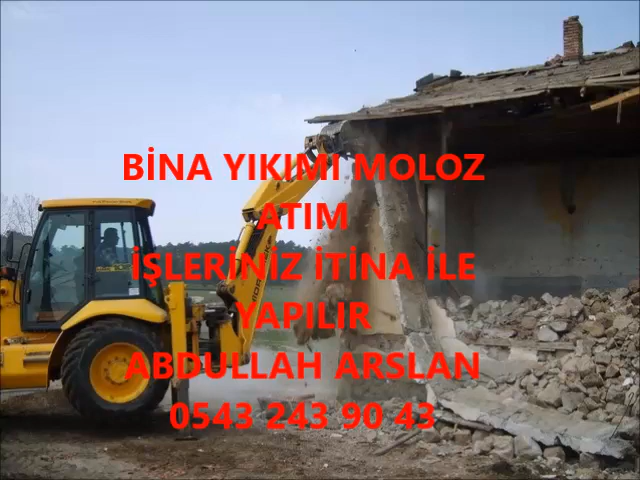 BİNA YIKIMI MOLOZ
ATIM
İŞLERİNİZ İTİNA İLE
YAPILIR
ABDULLAH ARSLAN
0543 243 90 43